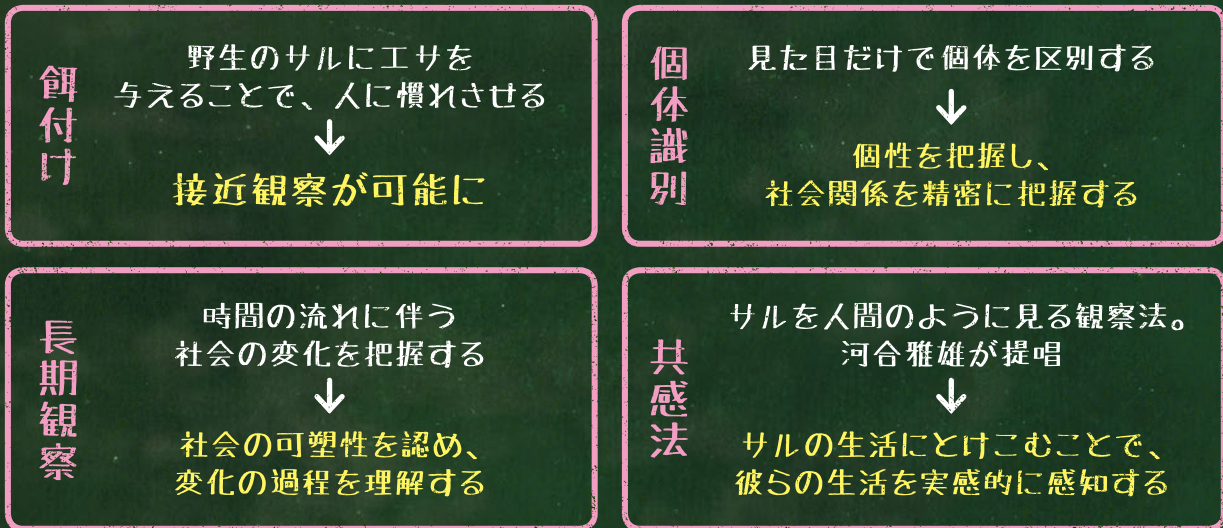 餌付け
野生のサルにエサを
与えることで、人に慣れさせる
↓
接近観察が可能に
個体識別
見た目だけで個体を区別する
↓
個性を把握し、
社会関係を精密に把握する
長期観察
時間の流れに伴う
社会の変化を把握する
↓
社会の可塑性を認め、
変化の過程を理解する
共感法
サルを人間のように見る観察法。
河合雅雄が提唱
↓
サルの生活にとけこむことで、
彼らの生活を実感的に感知する